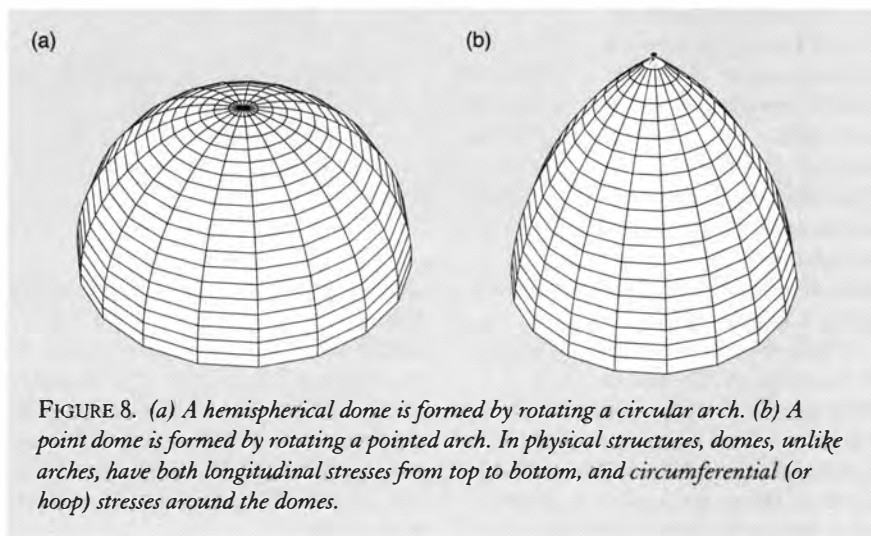 (a)
(b)
FIGURE 8. (a) A hemispherical dome is formed by rotating a circular arch. (b) A
point dome is formed by rotating a pointed arch. In physical structures, domes, unlike
arches, have both longitudinal stresses from top to bottom, and circumferential (or
hoop) stresses around the domes.